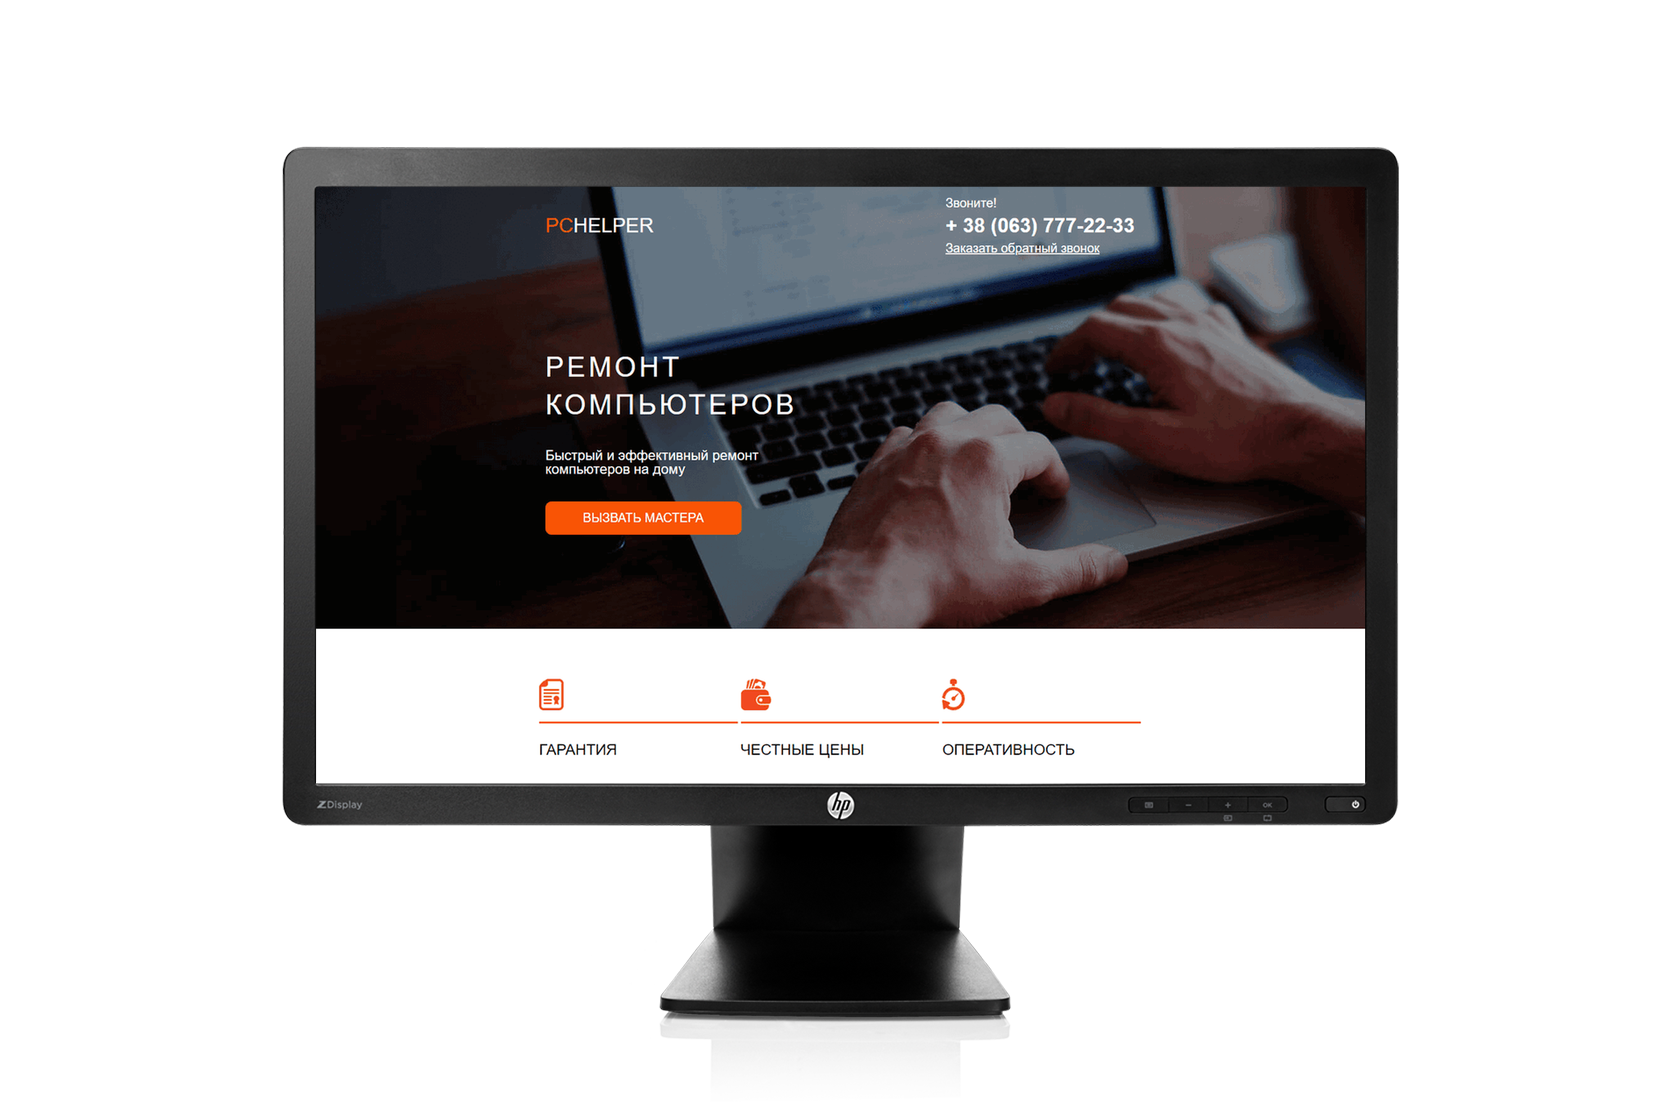 PCHELPER
Звоните!
+ 38 (063) 777-22-33
Заказать обратный звонок
РЕМОНТ
КОМПЬЮТЕРОВ
Быстрый и эффективный ремонт
компьютеров на дому
ВЫЗВАТЬ МАСТЕРА
ГАРАНТИЯ
ЧЕСТНЫЕ ЦЕНЫ
ОПЕРАТИВНОСТЬ
ZDisplay
hp
− + OK